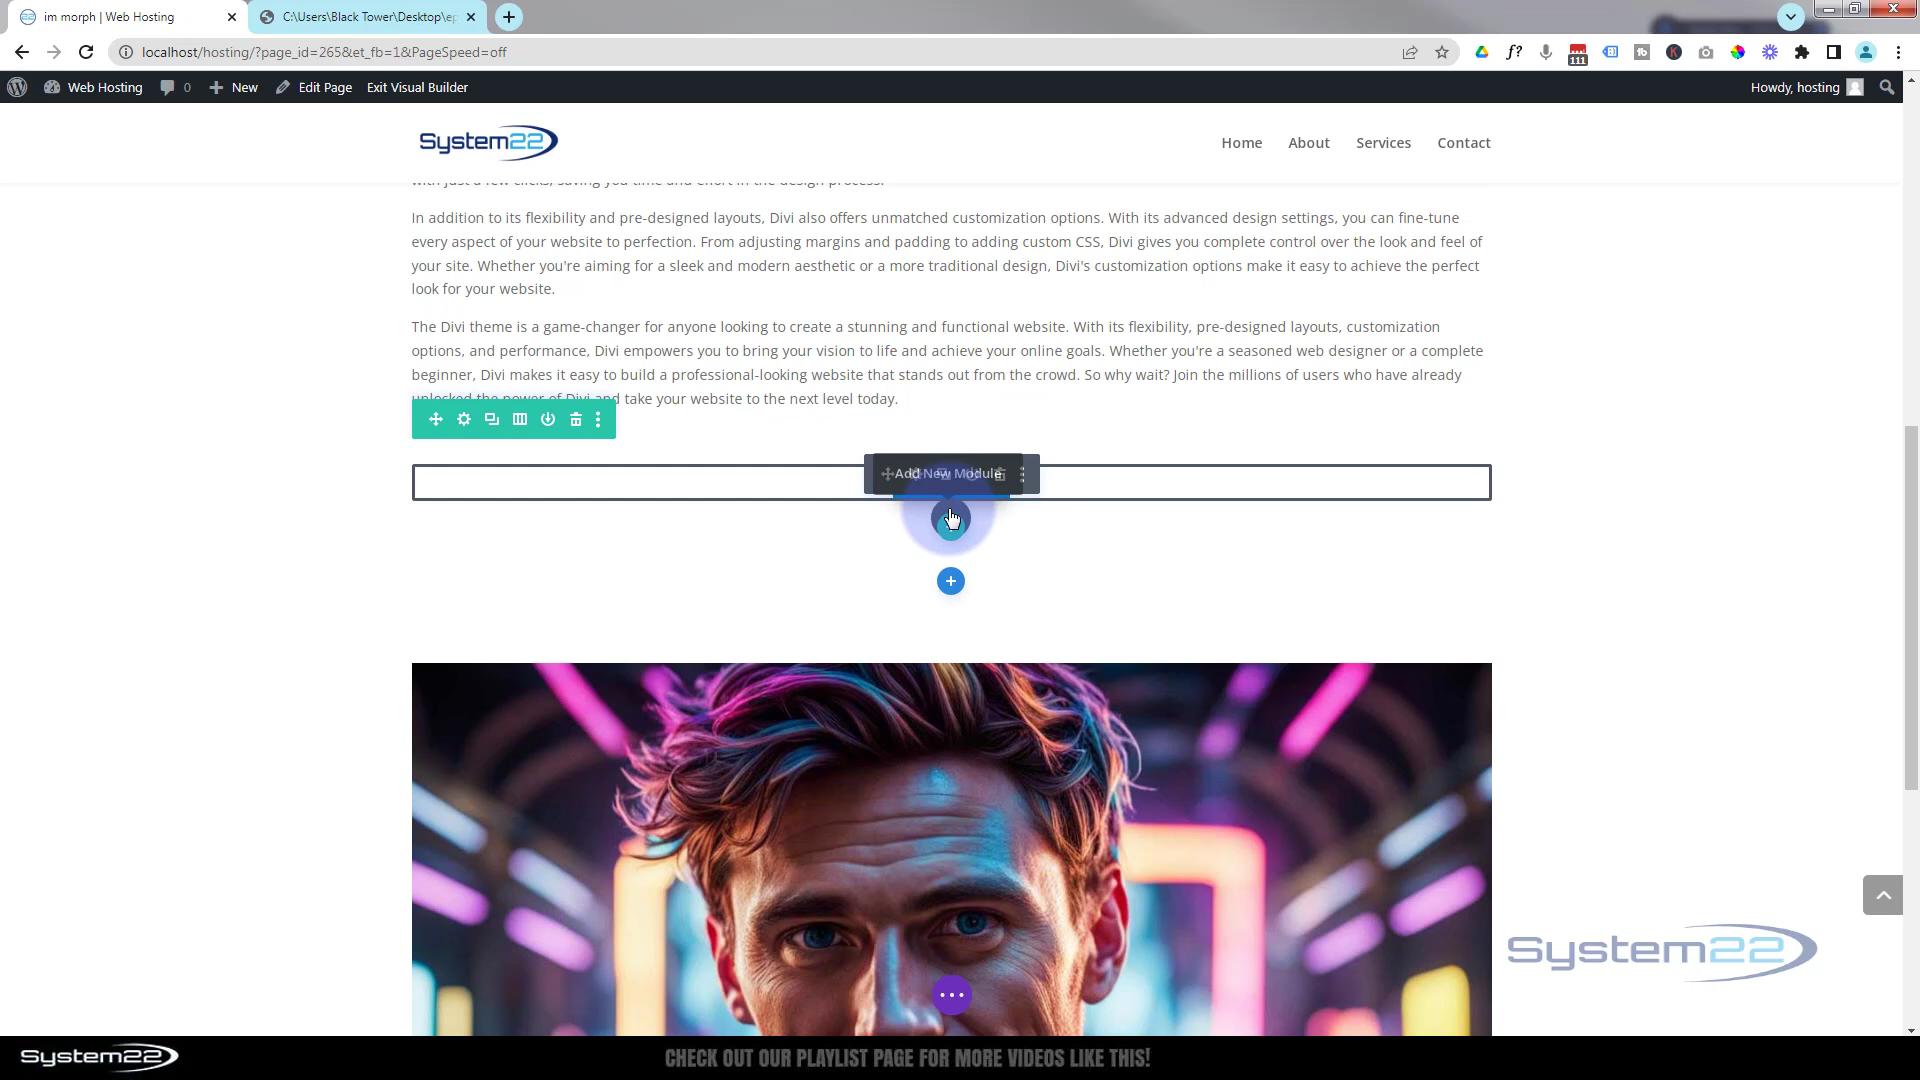 im morph | Web Hosting
C:\Users\Black Tower\Desktop\ep
localhost/hosting/?page_id=265&et_fb=1&PageSpeed=off
111
Web Hosting
0
New
Edit Page
Exit Visual Builder
Howdy, hosting
System22
Home
About
Services
Contact
with just a few clicks, saving you time and effort in the design process.
In addition to its flexibility and pre-designed layouts, Divi also offers unmatched customization options. With its advanced design settings, you can fine-tune
every aspect of your website to perfection. From adjusting margins and padding to adding custom CSS, Divi gives you complete control over the look and feel of
your site. Whether you're aiming for a sleek and modern aesthetic or a more traditional design, Divi's customization options make it easy to achieve the perfect
look for your website.
The Divi theme is a game-changer for anyone looking to create a stunning and functional website. With its flexibility, pre-designed layouts, customization
options, and performance, Divi empowers you to bring your vision to life and achieve your online goals. Whether you're a seasoned web designer or a complete
beginner, Divi makes it easy to build a professional-looking website that stands out from the crowd. So why wait? Join the millions of users who have already
unlocked the power of Divi and take your website to the next level today.
Add New Module
System22
System22
CHECK OUT OUR PLAYLIST PAGE FOR MORE VIDEOS LIKE THIS!